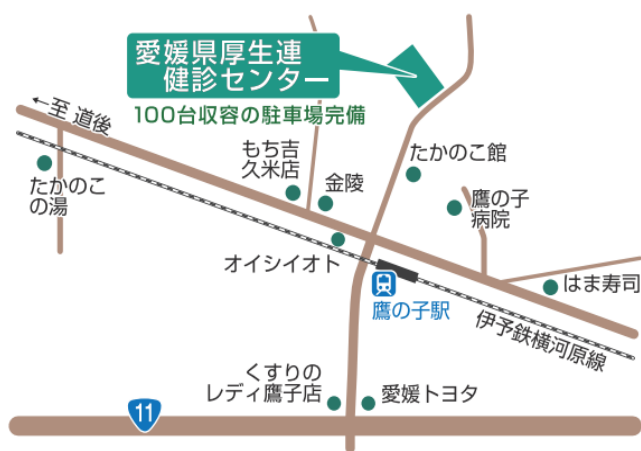 愛媛県厚生連
健診センター
100台収容の駐車場完備
←至 道後
もち吉
久米店
金陵
たかのこ館
たかのこ
の湯
鷹の子
病院
オイシイオト
はま寿司
鷹の子駅
伊予鉄横河原線
くすりの
レディ鷹子店
愛媛トヨタ
11